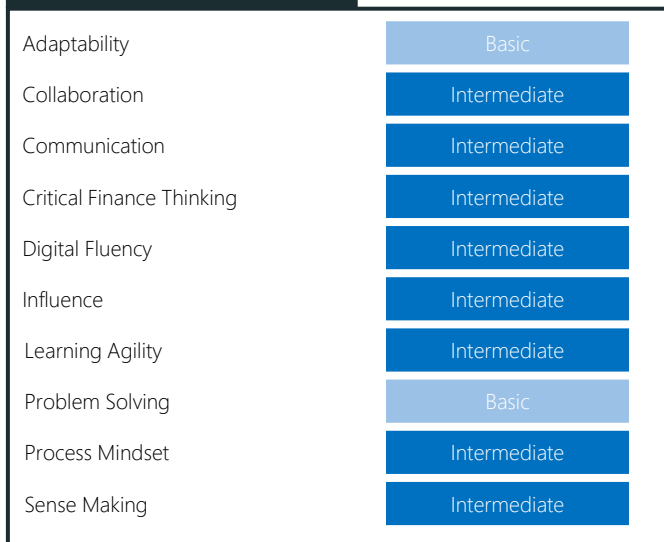 Adaptability Basic
Collaboration Intermediate
Communication Intermediate
Critical Finance Thinking Intermediate
Digital Fluency Intermediate
Influence Intermediate
Learning Agility Intermediate
Problem Solving Basic
Process Mindset Intermediate
Sense Making Intermediate